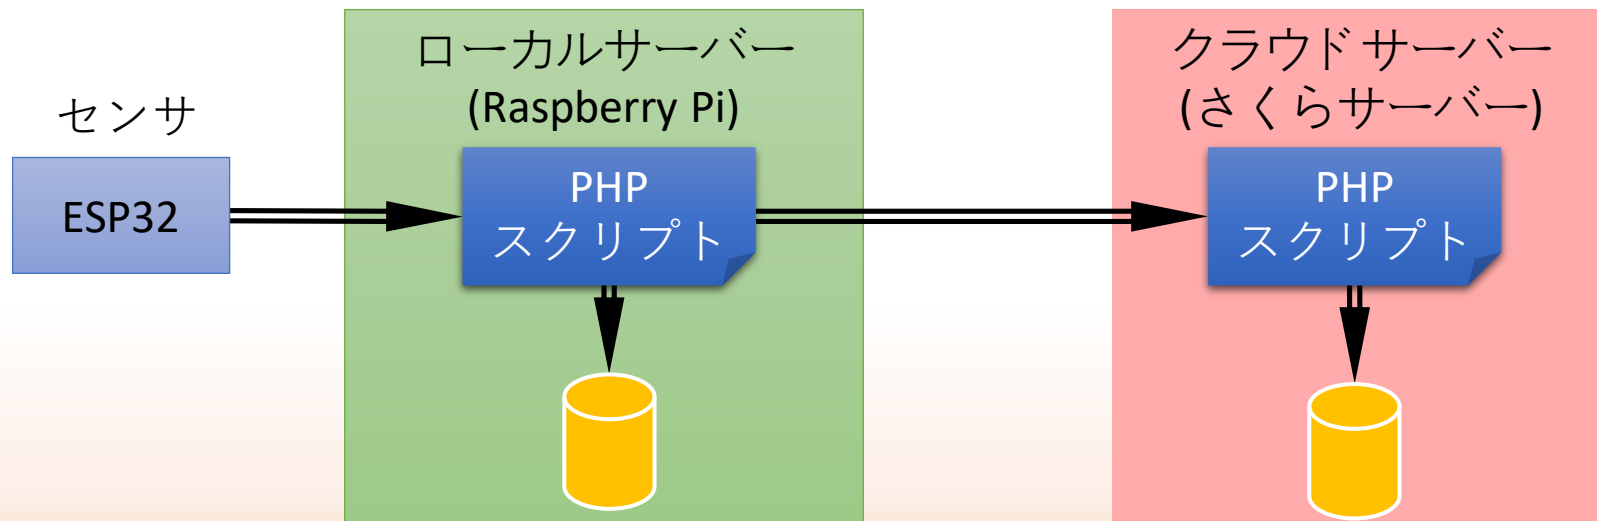 センサ
ESP32
ローカルサーバー
(Raspberry Pi)
PHP
スクリプト
クラウドサーバー
(さくらサーバー)
PHP
スクリプト